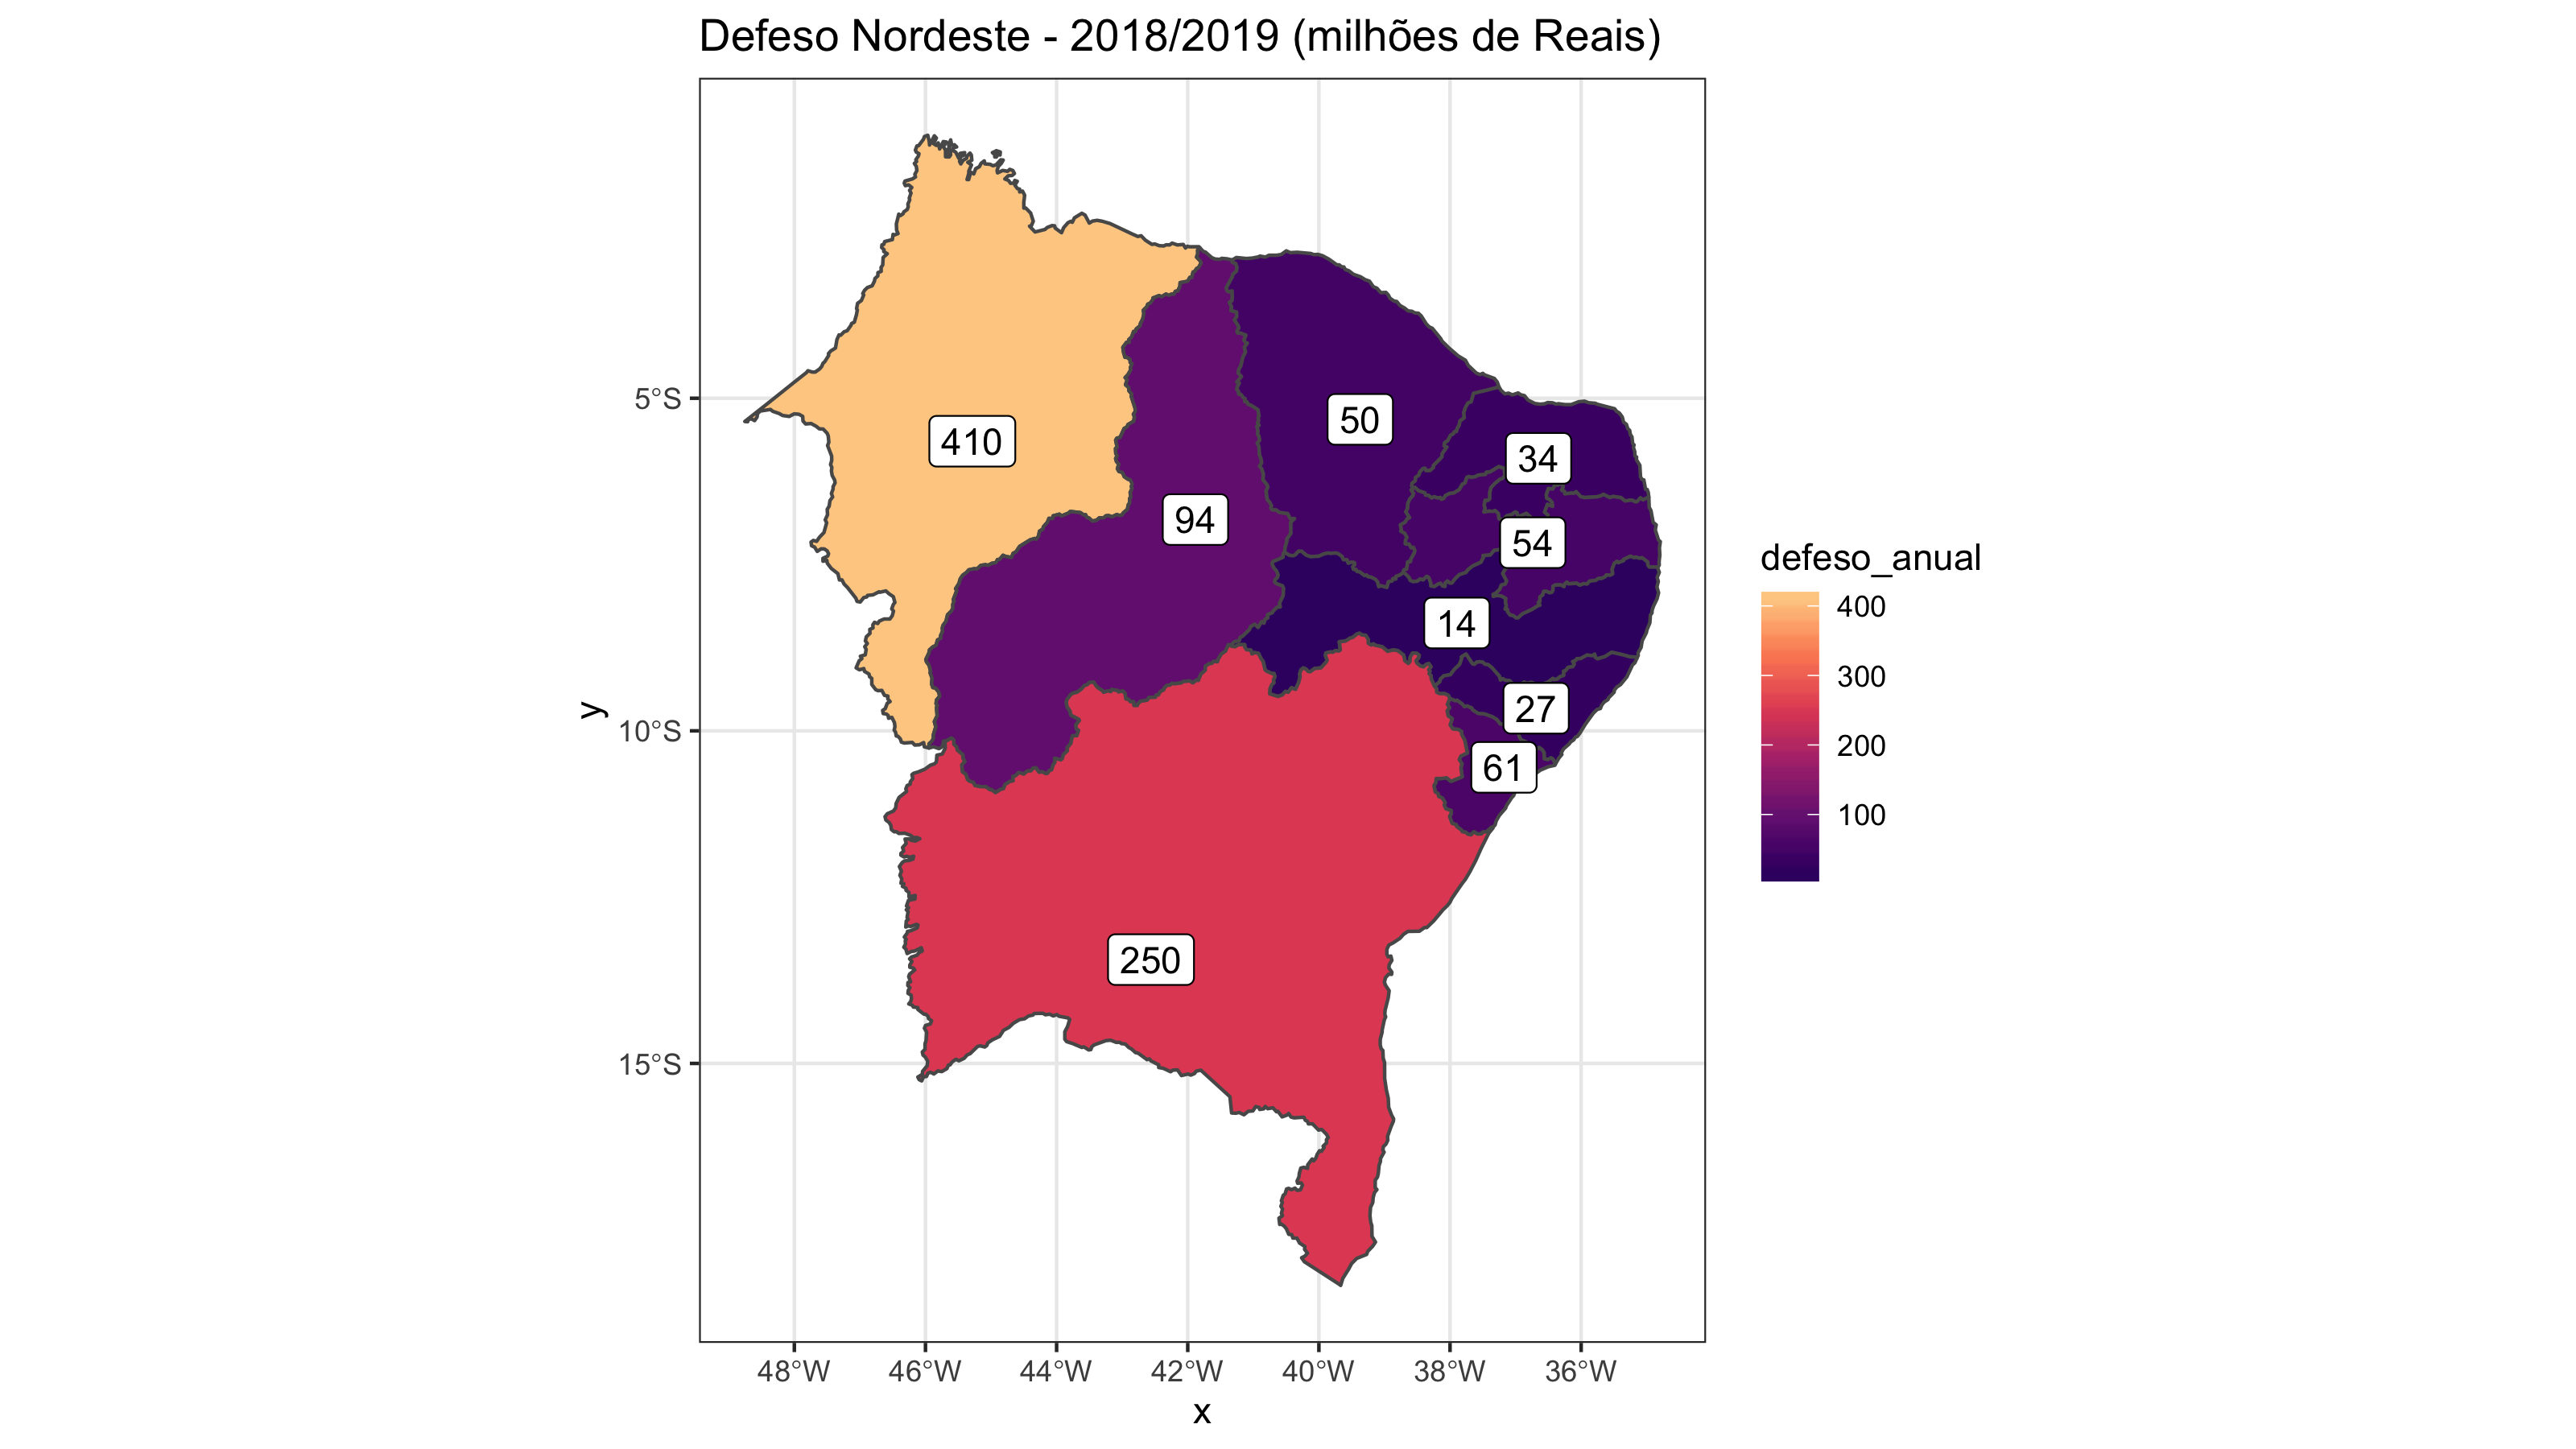 Defeso Nordeste - 2018/2019 (milhões de Reais)
410
50
34
94
54
14
27
61
250
5°S
10°S
15°S
y
48°W 46°W 44°W 42°W 40°W 38°W 36°W
x
defeso_anual
400
300
200
100